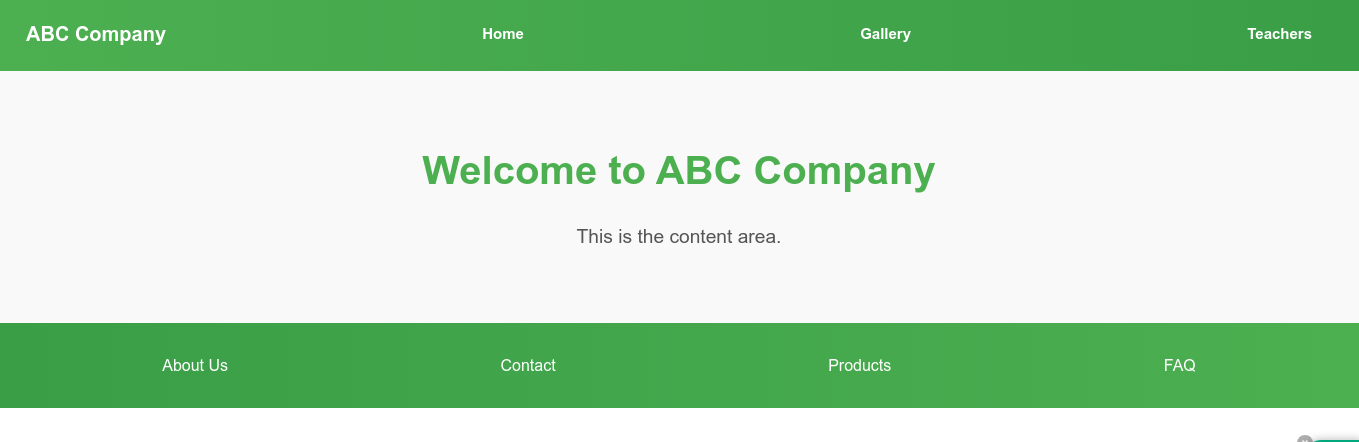 ABC Company Home Gallery Teachers
Welcome to ABC Company
This is the content area.
About Us Contact Products FAQ